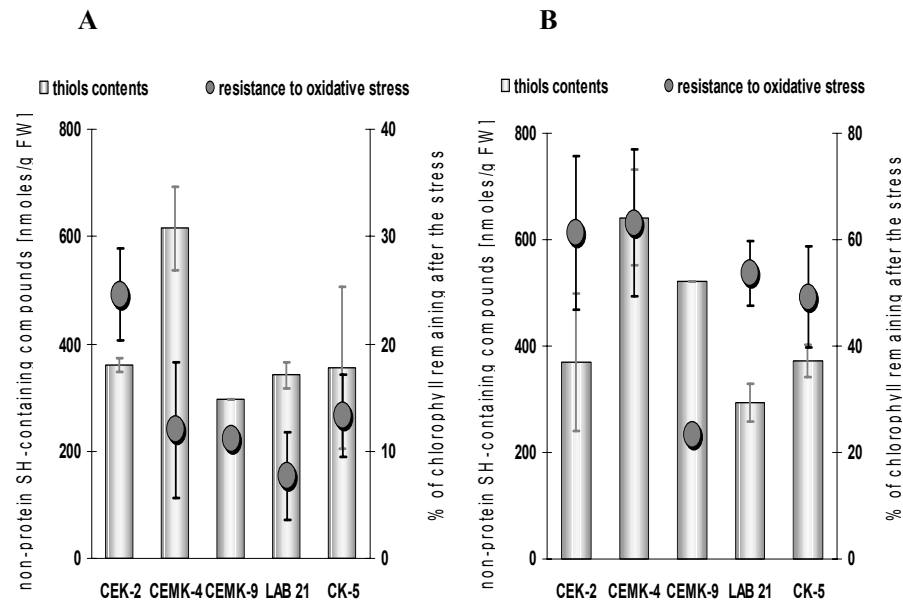 A
B
thiols contents
resistance to oxidative stress
thiols contents
resistance to oxidative stress
non-protein SH-containing compounds [nmoles/g FW]
800
600
400
200
0
40
30
20
10
0
% of chlorophyll remaining after the stress
CEK-2 CEMK-4 CEMK-9 LAB 21 CK-5
non-protein SH-containing compounds [nmoles/g FW]
800
600
400
200
0
80
60
40
20
0
% of chlorophyll remaining after the stress
CEK-2 CEMK-4 CEMK-9 LAB 21 CK-5